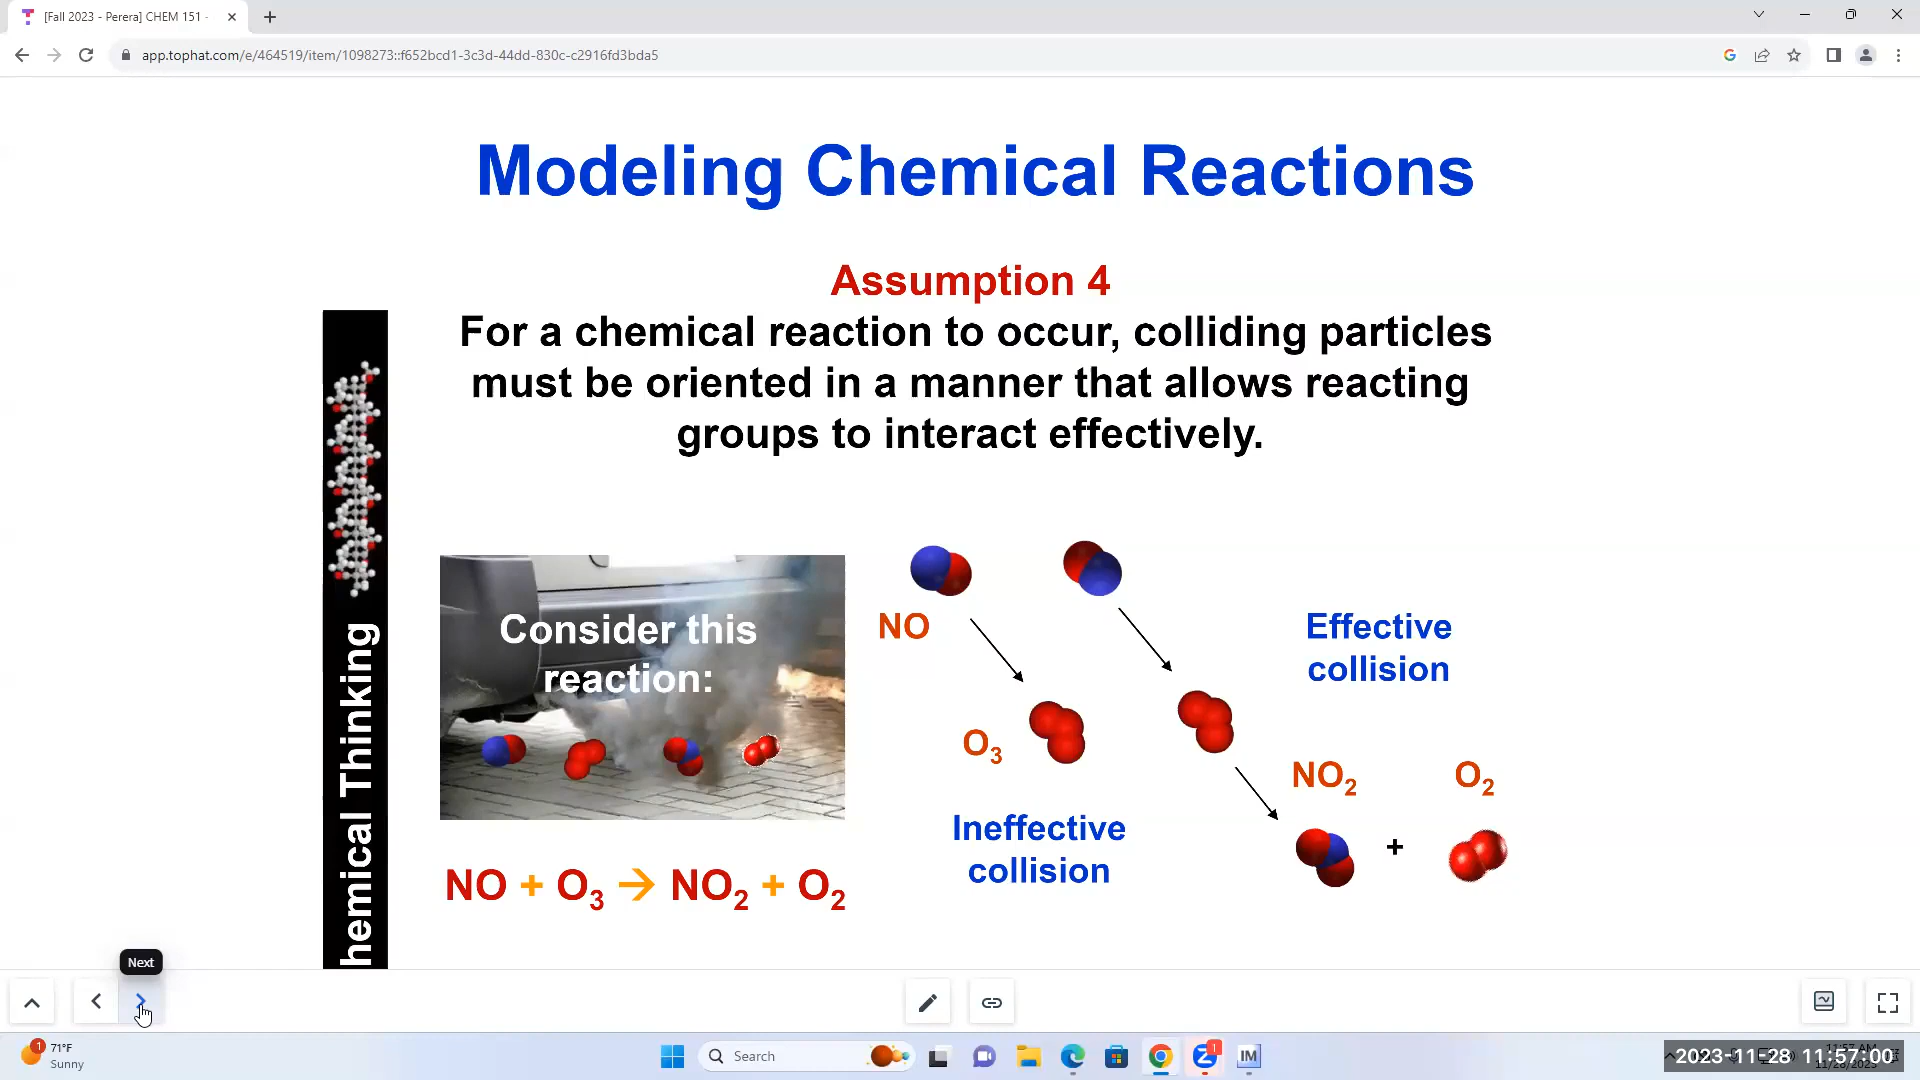 [Fall 2023 - Perera] CHEM 151 -
app.tophat.com/e/464519/item/1098273::f652bcd1-3c3d-44dd-830c-c2916fd3bda5
Modeling Chemical Reactions
Assumption 4
For a chemical reaction to occur, colliding particles
must be oriented in a manner that allows reacting
groups to interact effectively.
hemical Thinking
Consider this
reaction:
NO + O₃ → NO₂ + O₂
NO
O₃
Ineffective
collision
Effective
collision
NO₂
O₂
+
Next
1
71°F
Sunny
Search
1
IM
2023-11-28 11:57:00